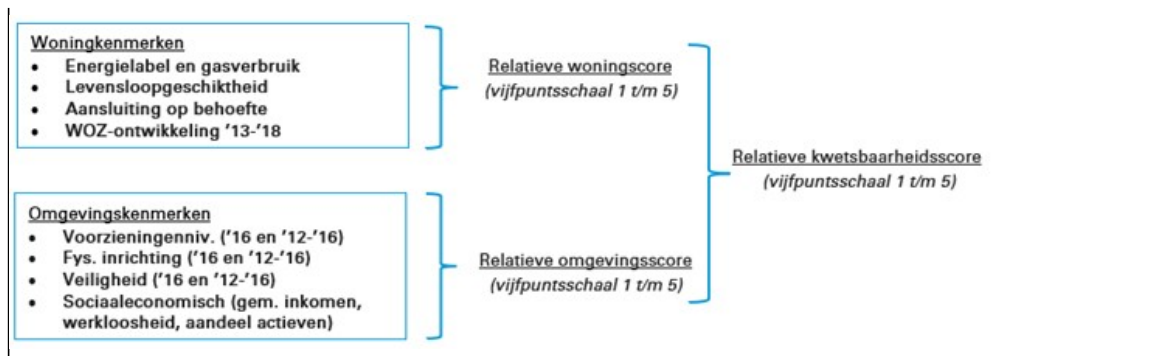 Woningkenmerken
• Energielabel en gasverbruik
• Levensloopgeschiktheid
• Aansluiting op behoefte
• WOZ-ontwikkeling '13-'18
Relatieve woningscore
(vijfpuntsschaal 1 t/m 5)
Omgevingskenmerken
• Voorzieningenniv. ('16 en '12-'16)
• Fys. inrichting ('16 en '12-'16)
• Veiligheid ('16 en '12-'16)
• Sociaaleconomisch (gem. inkomen,
werkloosheid, aandeel actieven)
Relatieve omgevingsscore
(vijfpuntsschaal 1 t/m 5)
Relatieve kwetsbaarheidsscore
(vijfpuntsschaal 1 t/m 5)